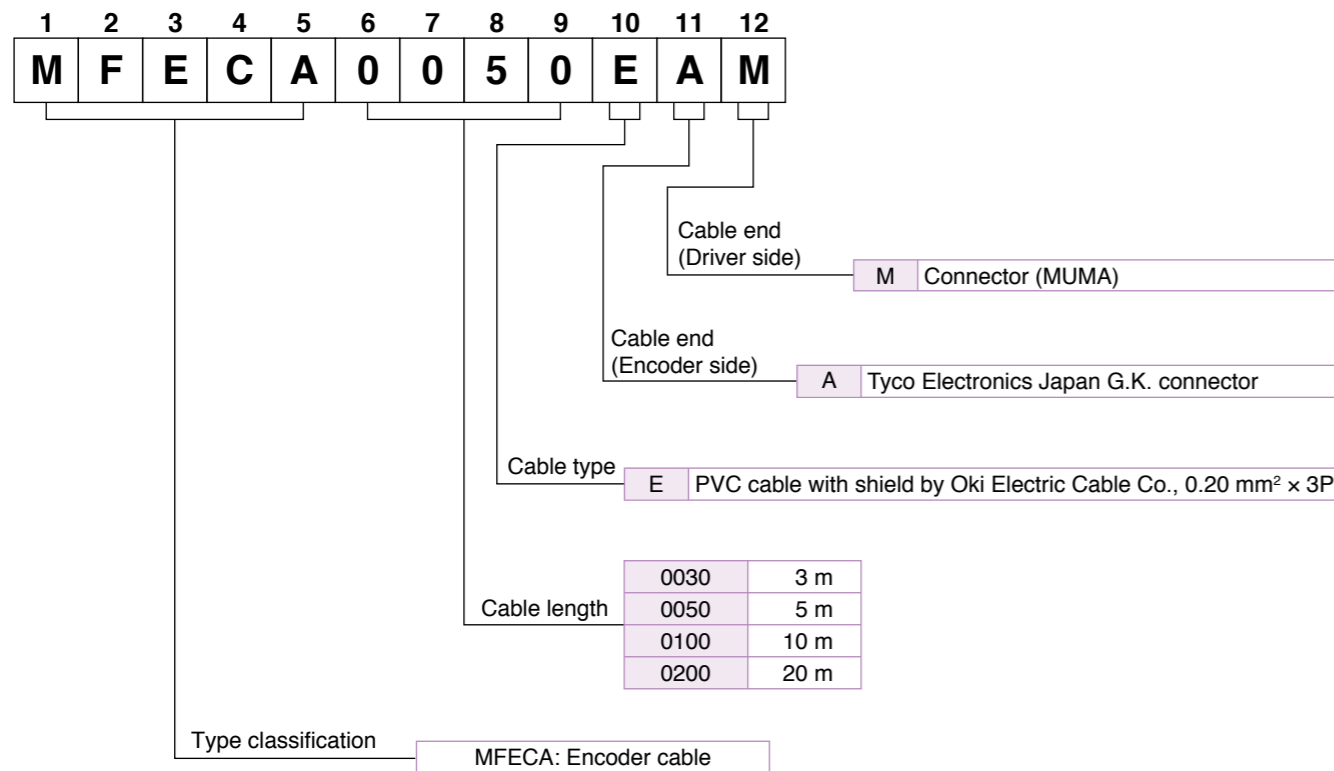 1 2 3 4 5 6 7 8 9 10 11 12
M F E C A 0 0 5 0 E A M
Cable end
(Driver side)
M Connector (MUMA)
Cable end
(Encoder side)
A Tyco Electronics Japan G.K. connector
Cable type
E PVC cable with shield by Oki Electric Cable Co., 0.20 mm² × 3P
Cable length
0030 3 m
0050 5 m
0100 10 m
0200 20 m
Type classification
MFECA: Encoder cable